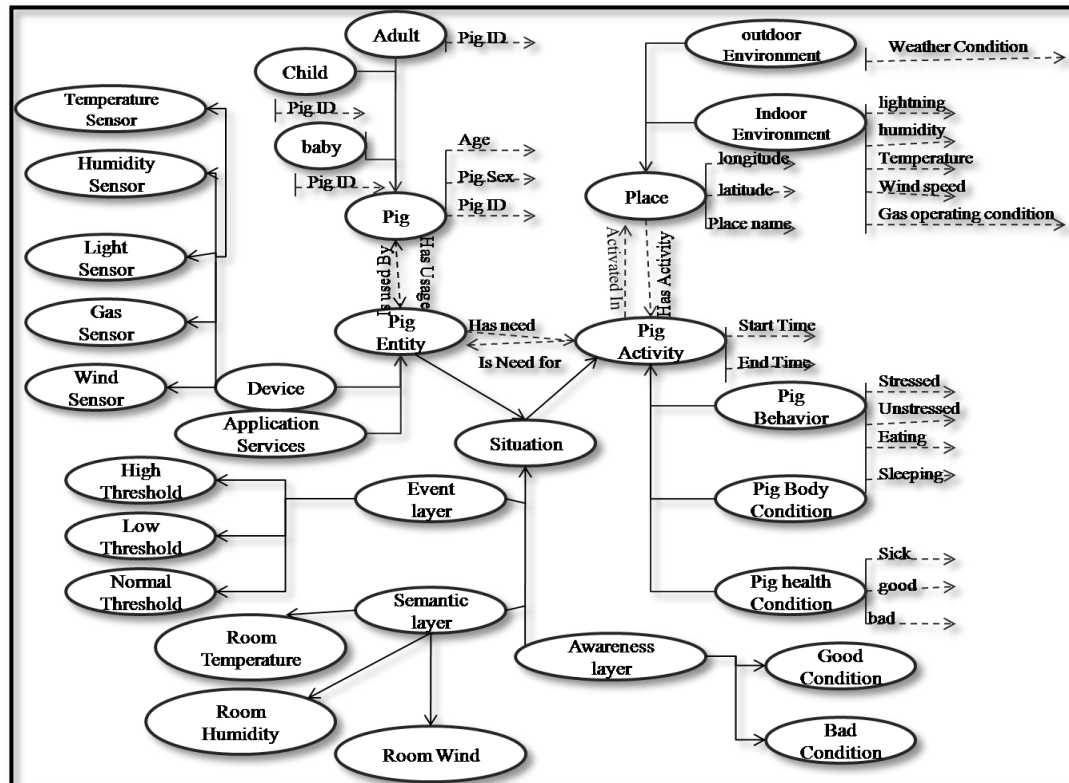 Adult
Pig ID
Child
Pig ID
baby
Pig ID
Age
Pig Sex
Pig ID
Pig
outdoor
Environment
Weather Condition
Indoor
Environment
lightning
humidity
Temperature
Wind speed
Gas operating condition
longitude
latitude
Place name
Place
Temperature
Sensor
Humidity
Sensor
Light
Sensor
Gas
Sensor
Wind
Sensor
Is used By
Has Usage
Activated In
Has Activity
Pig
Entity
Has need
Is Need for
Pig
Activity
Start Time
End Time
Device
Application
Services
Situation
Pig
Behavior
Stressed
Unstressed
Eating
Sleeping
Pig Body
Condition
High
Threshold
Low
Threshold
Normal
Threshold
Event
layer
Pig health
Condition
Sick
good
bad
Semantic
layer
Room
Temperature
Room
Humidity
Room Wind
Awareness
layer
Good
Condition
Bad
Condition